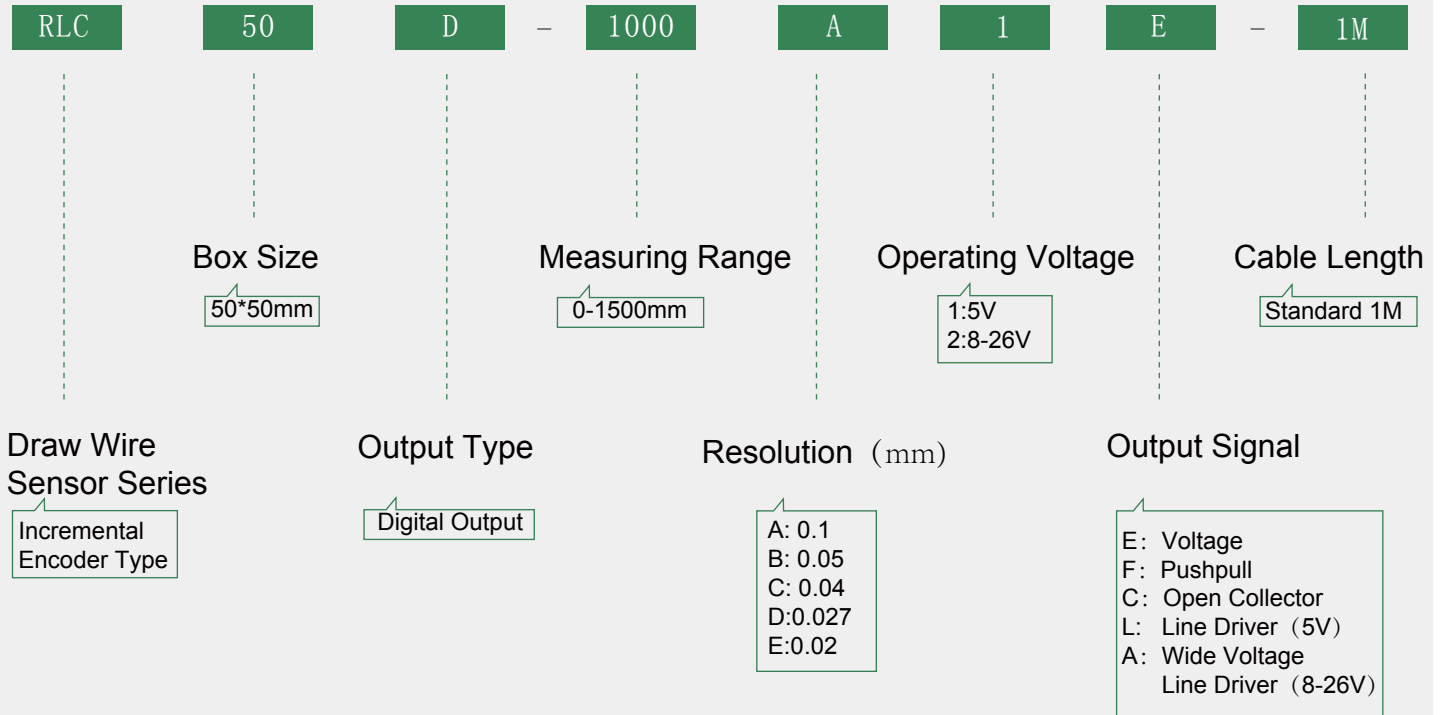 RLC 50 D - 1000 A 1 E - 1M
Box Size
50*50mm
Measuring Range
0-1500mm
Operating Voltage
1:5V
2:8-26V
Cable Length
Standard 1M
Draw Wire
Sensor Series
Incremental
Encoder Type
Output Type
Digital Output
Resolution（mm）
A: 0.1
B: 0.05
C: 0.04
D:0.027
E:0.02
Output Signal
E：Voltage
F：Pushpull
C：Open Collector
L：Line Driver（5V）
A：Wide Voltage
Line Driver（8-26V）